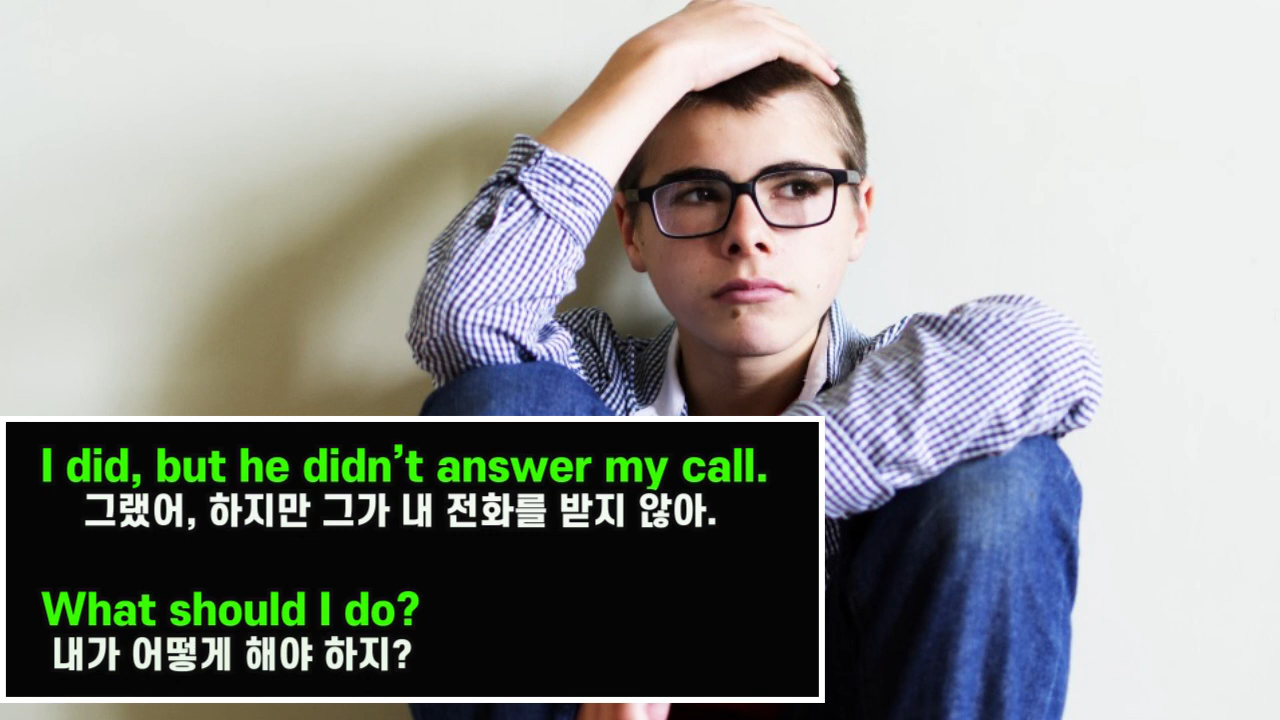 I did, but he didn’t answer my call.
그랬어, 하지만 그가 내 전화를 받지 않아.
What should I do?
내가 어떻게 해야 하지?